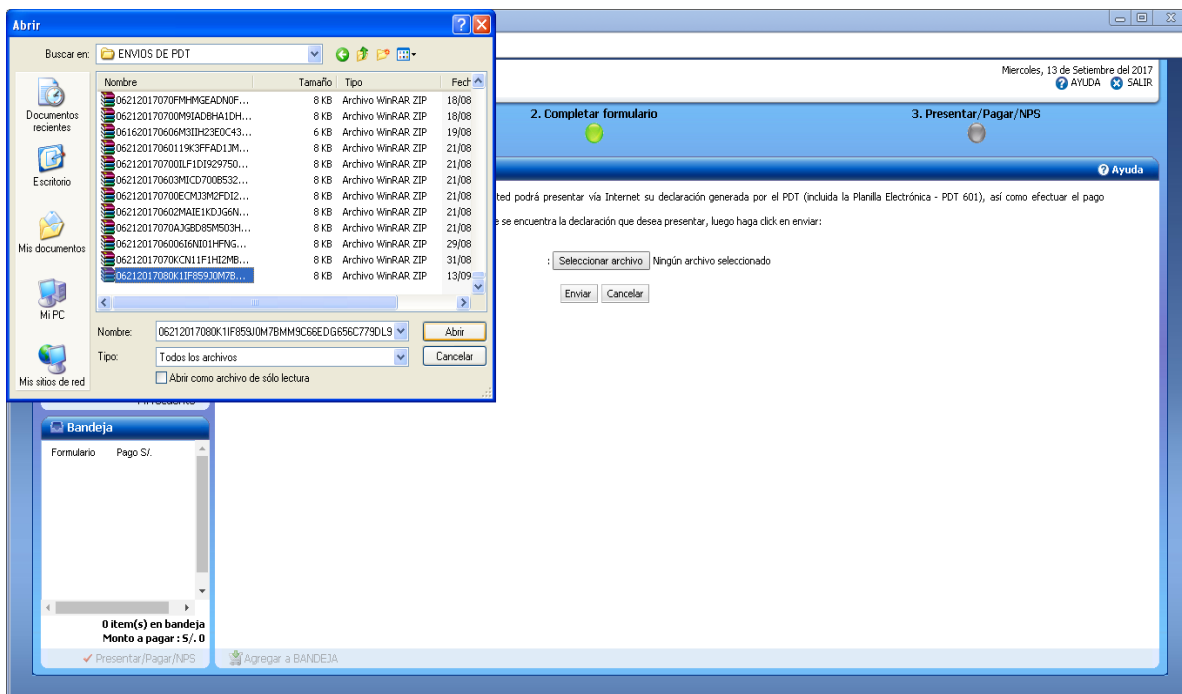 Abrir
Buscar en: ENVIOS DE PDT
Documentos recientes
Escritorio
Mis documentos
Mi PC
Mis sitios de red
Nombre Tamaño Tipo Fech
06212017070FMHMGEADN0F... 8 KB Archivo WinRAR ZIP 18/08
06212017070M9IADBHA1DH... 8 KB Archivo WinRAR ZIP 18/08
06162017060M3IIH23E0C43... 6 KB Archivo WinRAR ZIP 19/08
06212017060119K3FFAD1JM... 8 KB Archivo WinRAR ZIP 21/08
062120170700ILF1DI929750... 8 KB Archivo WinRAR ZIP 21/08
062120170603MICD700B532... 8 KB Archivo WinRAR ZIP 21/08
062120170700ECMJ3M2FDI2... 8 KB Archivo WinRAR ZIP 21/08
062120170602MAIE1KDJG6N... 8 KB Archivo WinRAR ZIP 21/08
06212017070AJGBD85M503H... 8 KB Archivo WinRAR ZIP 21/08
0621201706006I6NI01HFNG... 8 KB Archivo WinRAR ZIP 29/08
06212017070KCN11F1HI2MB... 8 KB Archivo WinRAR ZIP 31/08
06212017080K1IF859J0M7B... 8 KB Archivo WinRAR ZIP 13/09
Nombre: 06212017080K1IF859J0M7BMM9C66EDG656C779DL9 Abrir
Tipo: Todos los archivos Cancelar
Abrir como archivo de sólo lectura
Miercoles, 13 de Setiembre del 2017
AYUDA SALIR
2. Completar formulario 3. Presentar/Pagar/NPS
Ayuda
ted podrá presentar vía Internet su declaración generada por el PDT (incluida la Planilla Electrónica - PDT 601), así como efectuar el pago
e se encuentra la declaración que desea presentar, luego haga click en enviar:
: Seleccionar archivo Ningún archivo seleccionado
Enviar Cancelar
Bandeja
Formulario Pago S/.
0 item(s) en bandeja
Monto a pagar : S/. 0
Presentar/Pagar/NPS Agregar a BANDEJA